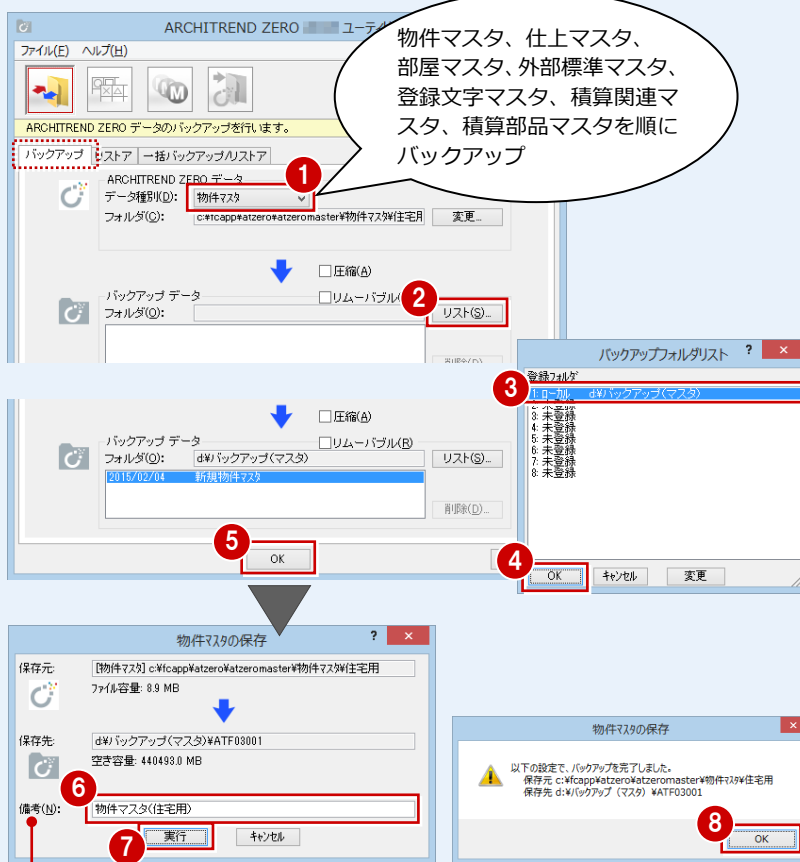 ARCHITREND ZERO ユーティ
ファイル(F) ヘルプ(H)
物件マスタ、仕上マスタ、
部屋マスタ、外部標準マスタ、
登録文字マスタ、積算関連マ
スタ、積算部品マスタを順に
バックアップ
ARCHITREND ZERO データのバックアップを行います。
バックアップ リストア 一括バックアップ/リストア
1
ARCHITREND ZERO データ
データ種別(D): 物件マスタ
フォルダ(C): c:¥fcapp¥atzero¥atzeromaster¥物件マスタ¥住宅用 変更...
圧縮(A)
バックアップ データ
リムーバブル(
2
フォルダ(O): リスト(S)...
削除(D)...
バックアップフォルダリスト ? ×
登録フォルダ
3
1: ローカル d:¥バックアップ(マスタ)
2: 未登録
3: 未登録
4: 未登録
5: 未登録
6: 未登録
7: 未登録
8: 未登録
4
OK キャンセル 変更
圧縮(A)
バックアップ データ
リムーバブル(R)
フォルダ(O): d:¥バックアップ(マスタ) リスト(S)...
2015/02/04 新規物件マスタ
削除(D)...
5
OK
物件マスタの保存 ? ×
保存元: [物件マスタ] c:¥fcapp¥atzero¥atzeromaster¥物件マスタ¥住宅用
ファイル容量: 8.9 MB
保存先: d:¥バックアップ(マスタ)¥ATF03001
空き容量: 440493.0 MB
6
備考(N): 物件マスタ(住宅用)
7
実行 キャンセル
物件マスタの保存 ×
以下の設定で、バックアップを完了しました。
保存元 c:¥fcapp¥atzero¥atzeromaster¥物件マスタ¥住宅用
保存先 d:¥バックアップ(マスタ)¥ATF03001
8
OK